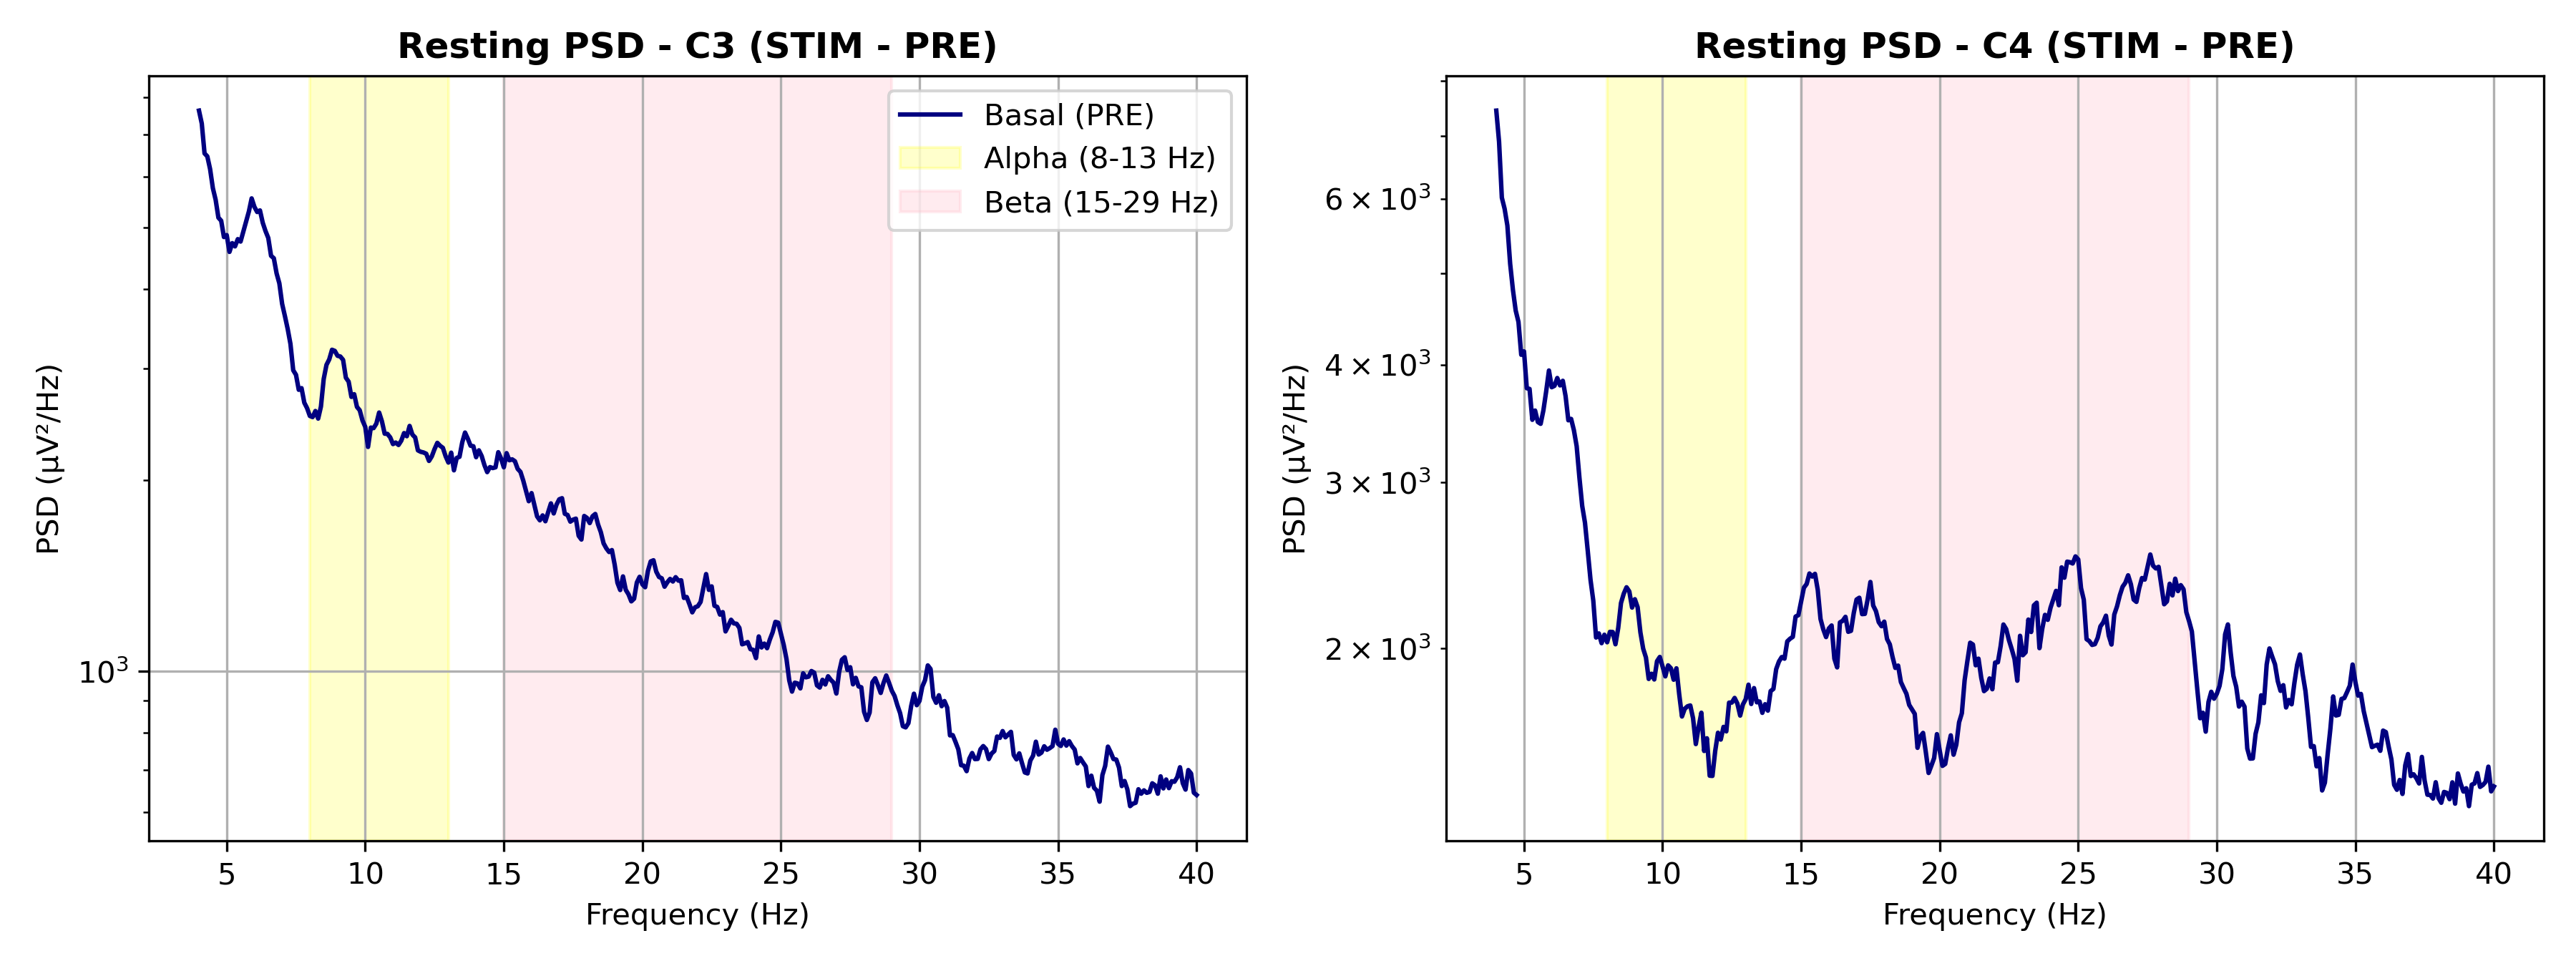 Resting PSD - C3 (STIM - PRE)
Basal (PRE)
Alpha (8-13 Hz)
Beta (15-29 Hz)
PSD (µV²/Hz)
10³
5 10 15 20 25 30 35 40
Frequency (Hz)
Resting PSD - C4 (STIM - PRE)
PSD (µV²/Hz)
6 × 10³
4 × 10³
3 × 10³
2 × 10³
5 10 15 20 25 30 35 40
Frequency (Hz)